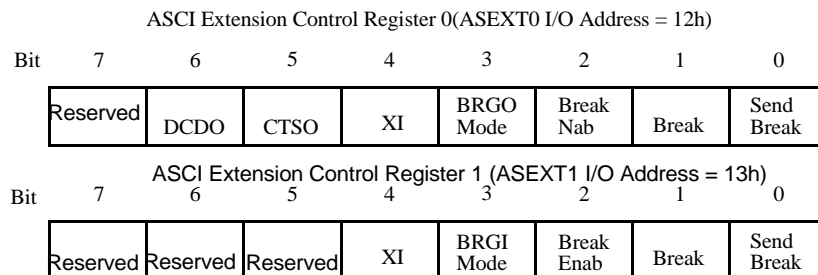 ASCI Extension Control Register 0(ASEXT0 I/O Address = 12h)
Bit 7 6 5 4 3 2 1 0
Reserved DCDO CTSO XI BRGO Mode Break Nab Break Send Break
ASCI Extension Control Register 1 (ASEXT1 I/O Address = 13h)
Bit 7 6 5 4 3 2 1 0
Reserved Reserved Reserved XI BRGI Mode Break Enab Break Send Break